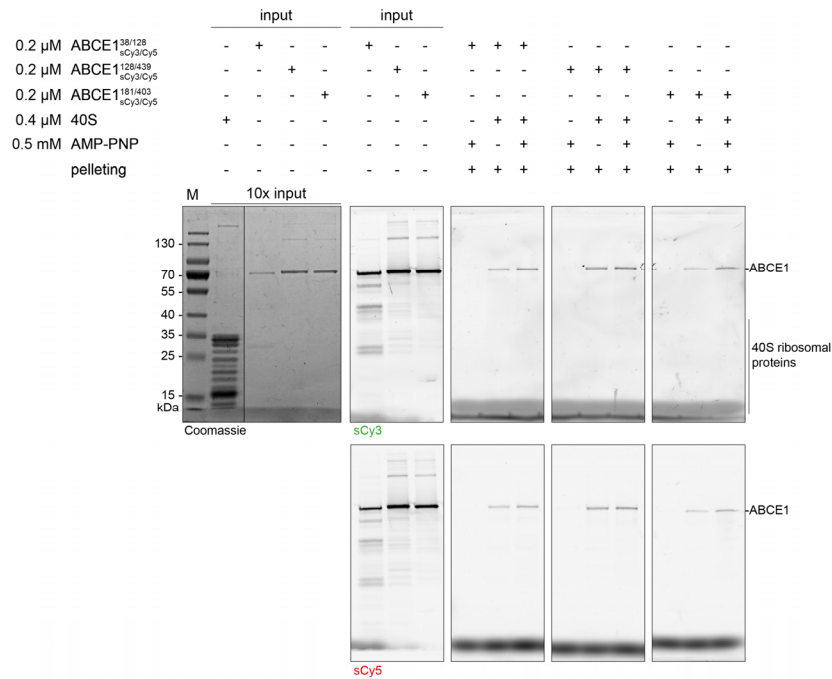 input input
0.2 µM ABCE1 38/128 sCy3/Cy5 - + - - + - - + + + - - - - - -
0.2 µM ABCE1 128/439 sCy3/Cy5 - - + - - + - - - - + + + - - -
0.2 µM ABCE1 181/403 sCy3/Cy5 - - - + - - + - - - - - - + + +
0.4 µM 40S + - - - - - - - + + - + + - + +
0.5 mM AMP-PNP - - - - - - - + - + + - + + - +
pelleting - - - - - - - + + + + + + + + +
M 10x input
130
70
55
40
35
25
15
kDa
-ABCE1
40S ribosomal
proteins
Coomassie sCy3
-ABCE1
sCy5